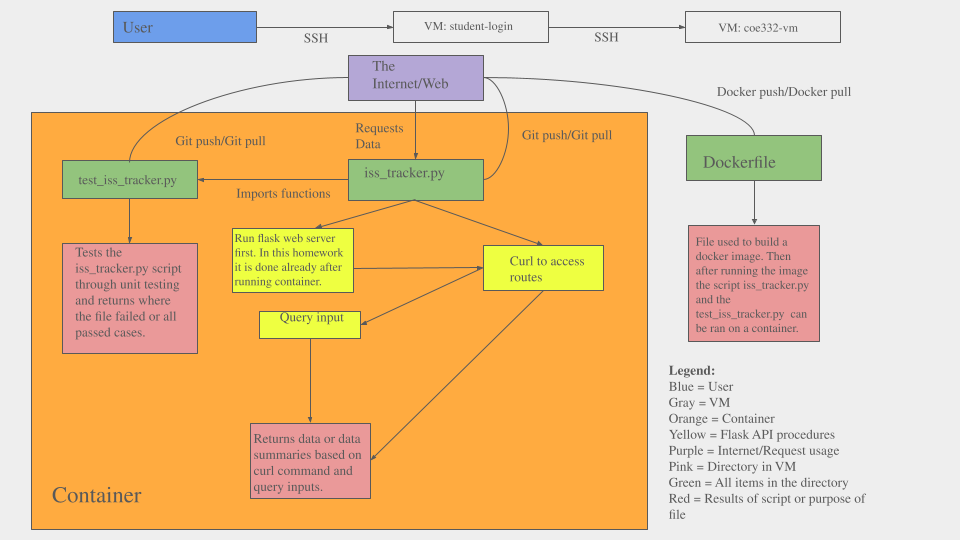 User
SSH
VM: student-login
SSH
VM: coe332-vm
The
Internet/Web
Docker push/Docker pull
Git push/Git pull
Requests
Data
Git push/Git pull
test_iss_tracker.py
Imports functions
iss_tracker.py
Dockerfile
Tests the
iss_tracker.py script
through unit testing
and returns where
the file failed or all
passed cases.
Run flask web server
first. In this homework
it is done already after
running container.
Curl to access
routes
Query input
Returns data or data
summaries based on
curl command and
query inputs.
Container
File used to build a
docker image. Then
after running the image
the script iss_tracker.py
and the
test_iss_tracker.py can
be ran on a container.
Legend:
Blue = User
Gray = VM
Orange = Container
Yellow = Flask API procedures
Purple = Internet/Request usage
Pink = Directory in VM
Green = All items in the directory
Red = Results of script or purpose of
file